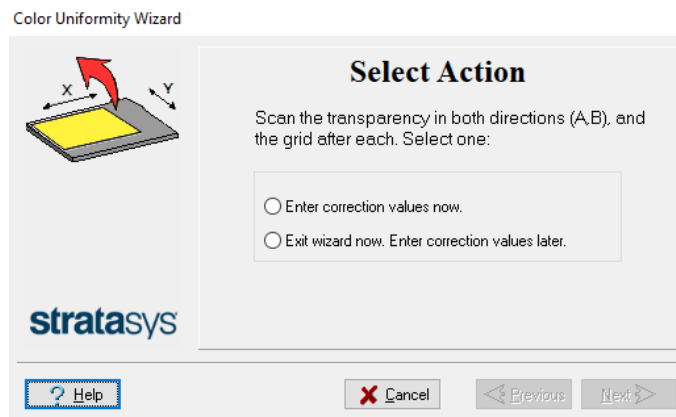 Color Uniformity Wizard
X
Y
Select Action
Scan the transparency in both directions (A,B), and
the grid after each. Select one:
Enter correction values now.
Exit wizard now. Enter correction values later.
stratasys
? Help
Cancel
Previous
Next